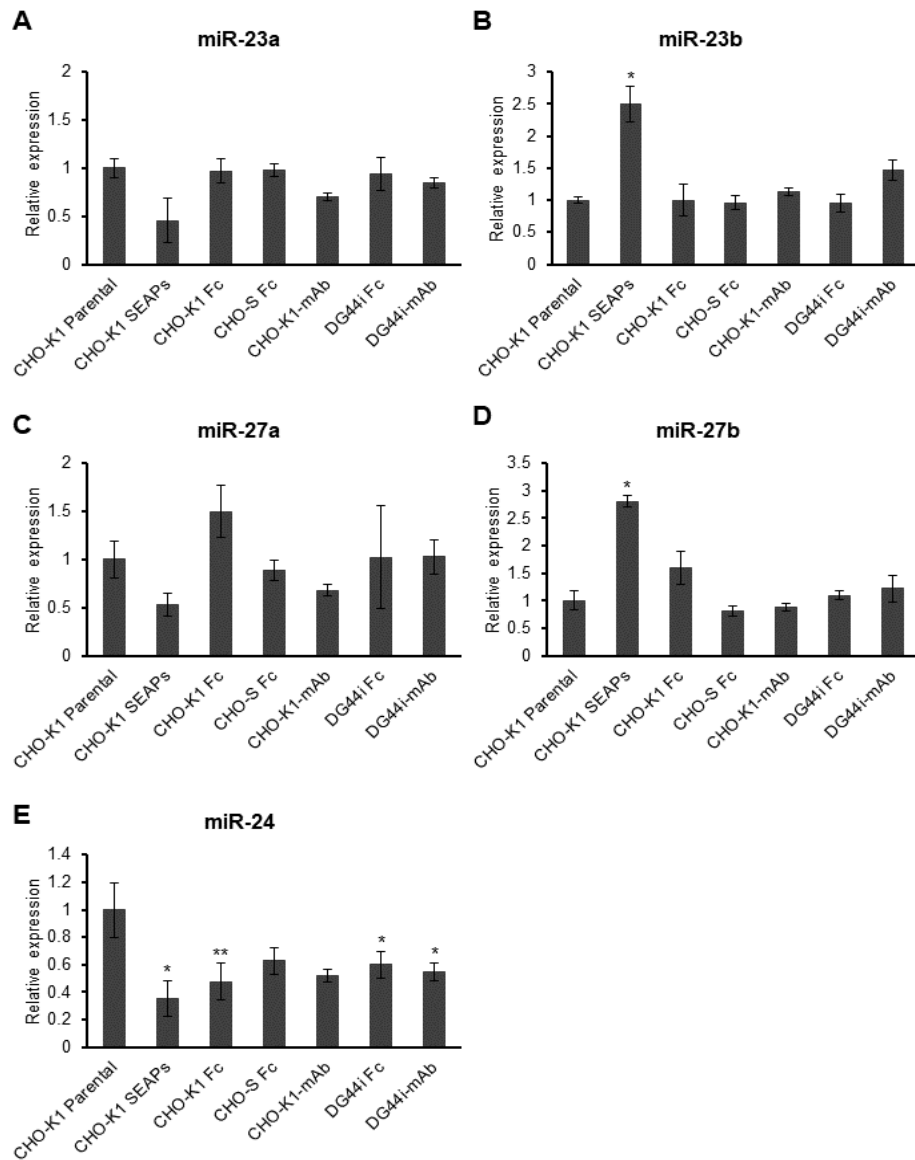 A
miR-23a
Relative expression
2
1.5
1
0.5
0
CHO-K1 Parental
CHO-K1 SEAPs
CHO-K1 Fc
CHO-S Fc
CHO-K1-mAb
DG44i Fc
DG44i-mAb
B
miR-23b
Relative expression
3
2.5
2
1.5
1
0.5
0
*
CHO-K1 Parental
CHO-K1 SEAPs
CHO-K1 Fc
CHO-S Fc
CHO-K1-mAb
DG44i Fc
DG44i-mAb
C
miR-27a
Relative expression
2
1.5
1
0.5
0
CHO-K1 Parental
CHO-K1 SEAPs
CHO-K1 Fc
CHO-S Fc
CHO-K1-mAb
DG44i Fc
DG44i-mAb
D
miR-27b
Relative expression
3.5
3
2.5
2
1.5
1
0.5
0
*
CHO-K1 Parental
CHO-K1 SEAPs
CHO-K1 Fc
CHO-S Fc
CHO-K1-mAb
DG44i Fc
DG44i-mAb
E
miR-24
Relative expression
1.4
1.2
1
0.8
0.6
0.4
0.2
0
*
**
*
*
CHO-K1 Parental
CHO-K1 SEAPs
CHO-K1 Fc
CHO-S Fc
CHO-K1-mAb
DG44i Fc
DG44i-mAb